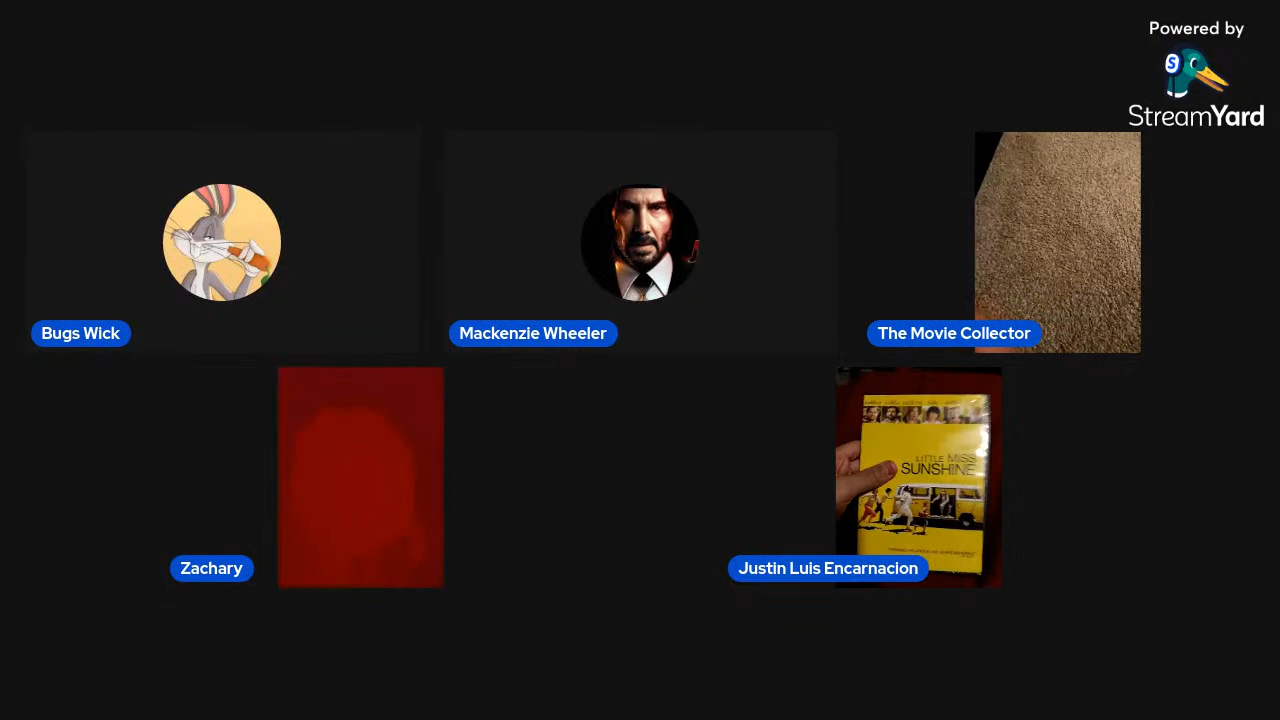 Powered by
StreamYard
S
Bugs Wick
Mackenzie Wheeler
The Movie Collector
LITTLE MISS
SUNSHINE
Zachary
Justin Luis Encarnacion